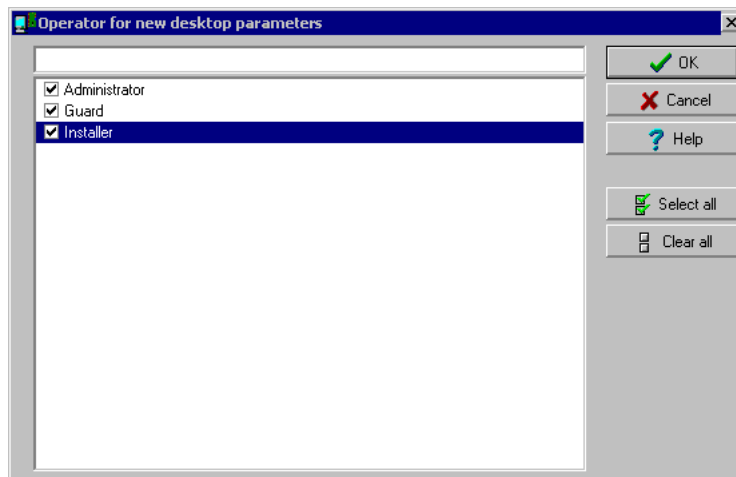 Operator for new desktop parameters
OK
Administrator
Cancel
Guard
Installer
Help
Select all
Clear all